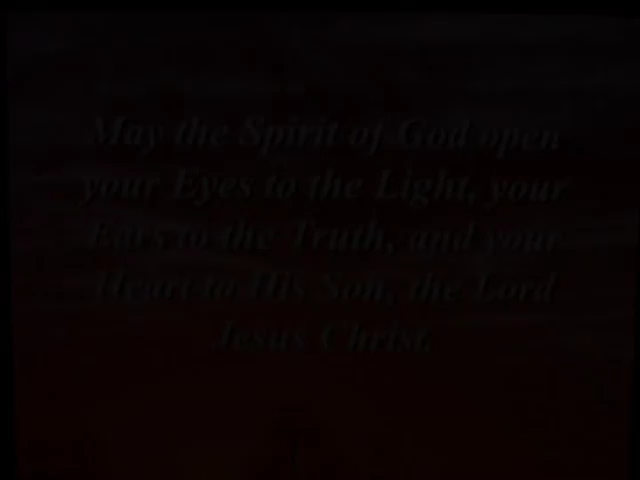 May the Spirit of God open
your Eyes to the Light, your
Ears to the Truth, and your
Heart to His Son, the Lord
Jesus Christ.